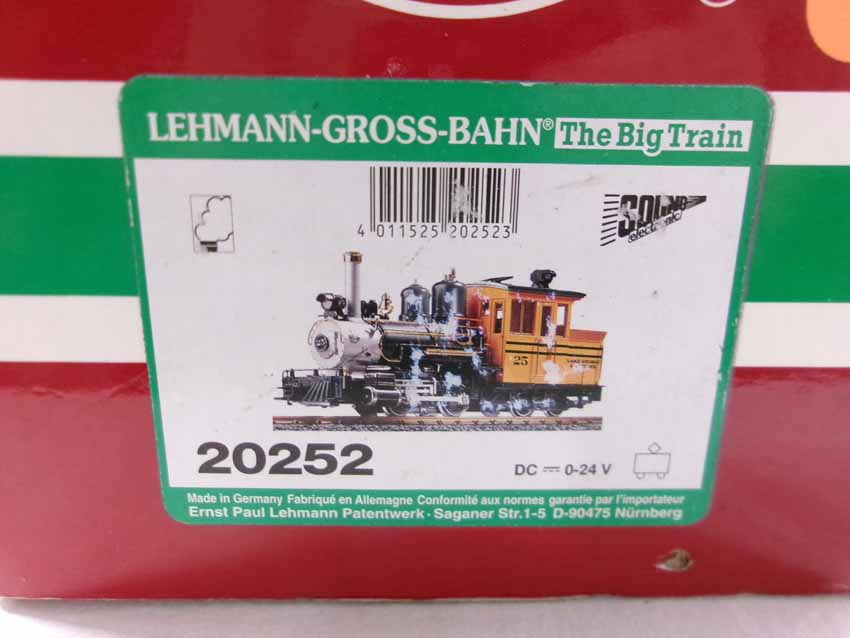 LEHMANN-GROSS-BAHN® The Big Train
4 011525 202523
SOUND
electronic
25
20252
DC 0-24 V
Made in Germany Fabriqué en Allemagne Conformité aux normes garantie par l'importateur
Ernst Paul Lehmann Patentwerk · Saganer Str.1-5 D-90475 Nürnberg